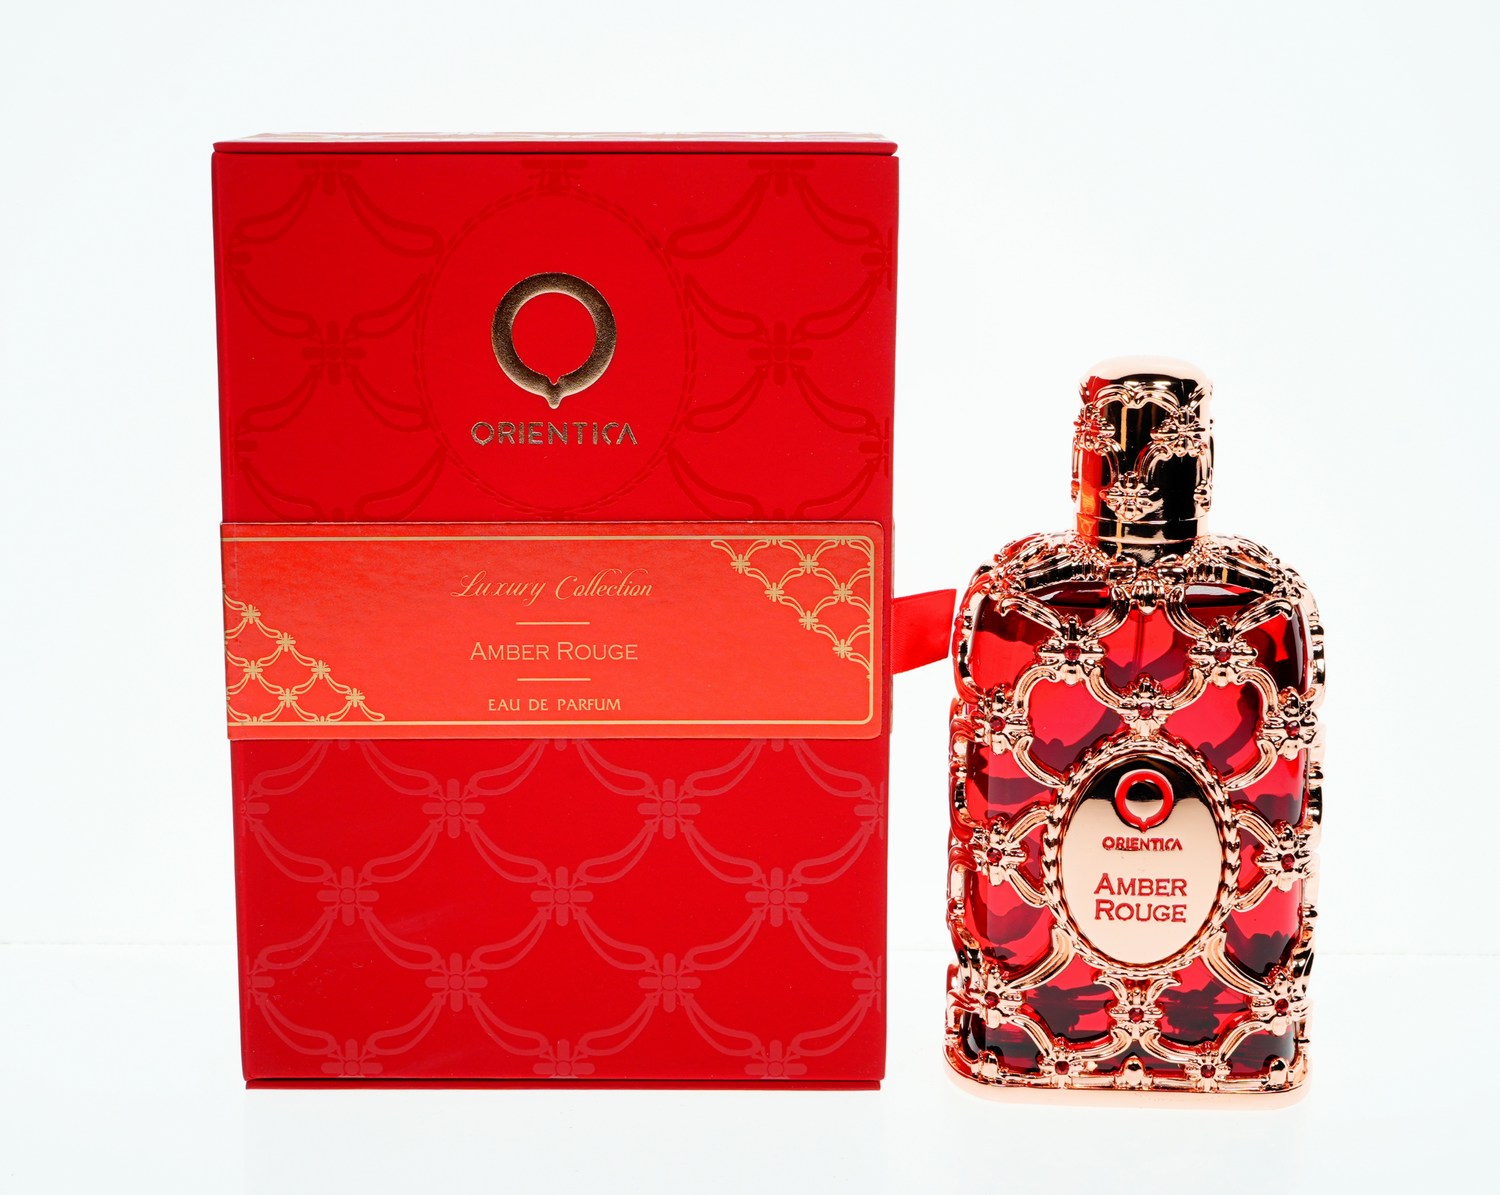 ORIENTICA
Luxury Collection
AMBER ROUGE
EAU DE PARFUM
ORIENTICA
AMBER
ROUGE